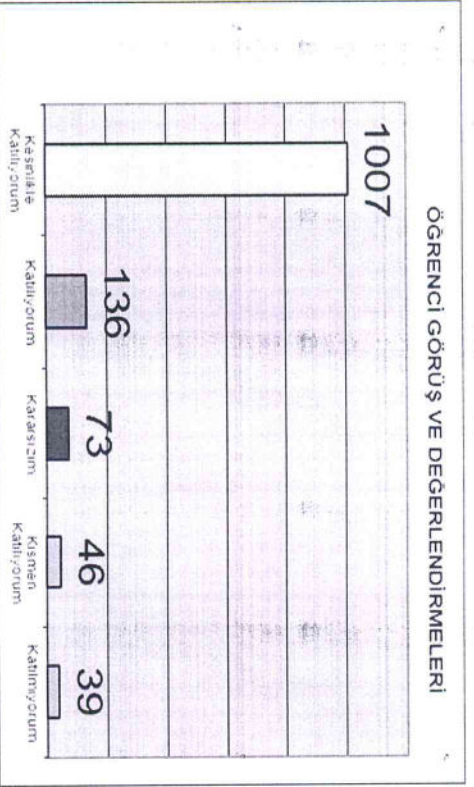 ÖĞRENCİ GÖRÜŞ VE DEĞERLENDİRMELERİ
1007
136
73
46
39
Kesinlikle
Katılıyorum
Katılıyorum
Kararsızım
Kısmen
Katılıyorum
Katılmıyorum